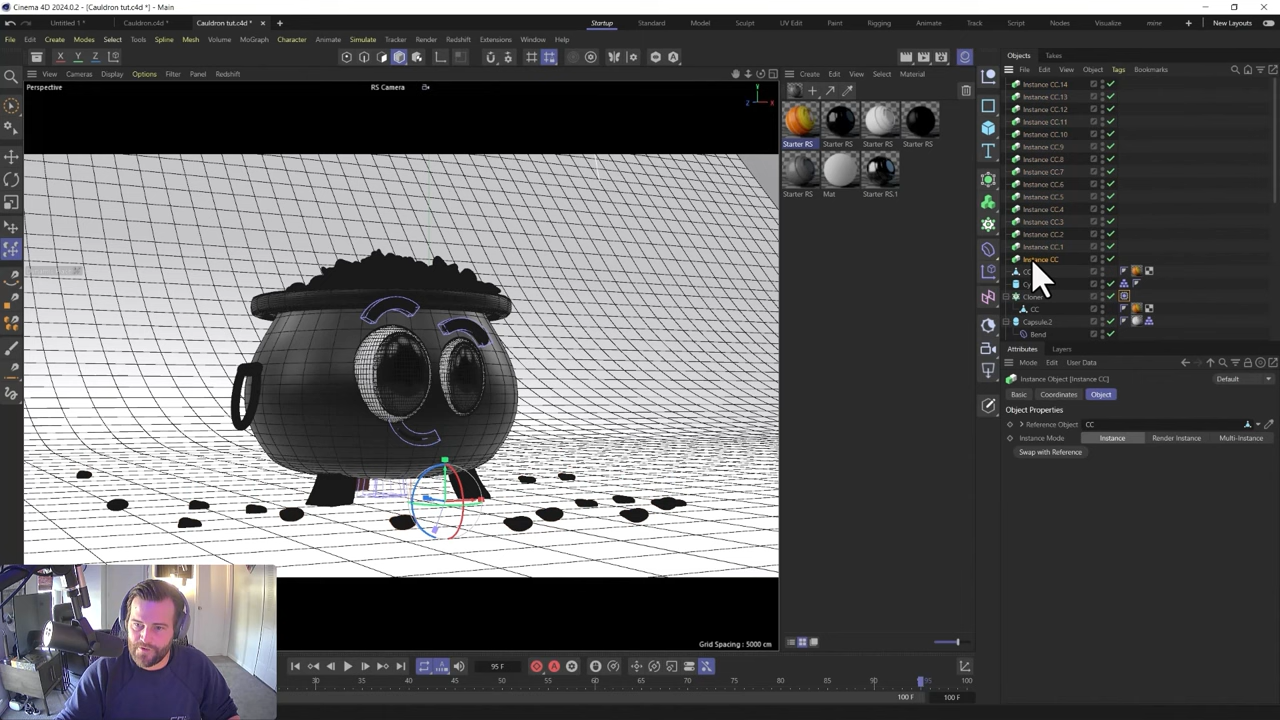 Cinema 4D 2024.0.2 - [Cauldron tut.c4d *] - Main
Untitled 1 * Cauldron.c4d * Cauldron tut.c4d * Startup Standard Model Sculpt UV Edit Paint Rigging Animate Track Script Nodes Visualize mine New Layouts
File Edit Create Modes Select Tools Spline Mesh Volume MoGraph Character Animate Simulate Tracker Render Redshift Extensions Window Help
X Y Z
View Cameras Display Options Filter Panel Redshift
Perspective RS Camera
Y
Z X
Grid Spacing : 5000 cm
Create Edit View Select Material
Starter RS Starter RS Starter RS Starter RS
Starter RS Mat Starter RS.1
Objects Takes
File Edit View Object Tags Bookmarks
Instance CC.14
Instance CC.13
Instance CC.12
Instance CC.11
Instance CC.10
Instance CC.9
Instance CC.8
Instance CC.7
Instance CC.6
Instance CC.5
Instance CC.4
Instance CC.3
Instance CC.2
Instance CC.1
Instance CC
CC
Capsule.2
Bend
Attributes Layers
Mode Edit User Data
Instance Object [Instance CC] Default
Basic Coordinates Object
Object Properties
Reference Object CC
Instance Mode Instance Render Instance Multi-Instance
Swap with Reference
95 F
30 35 40 45 50 55 60 65 70 75 80 85 90 95 100
100 F 100 F